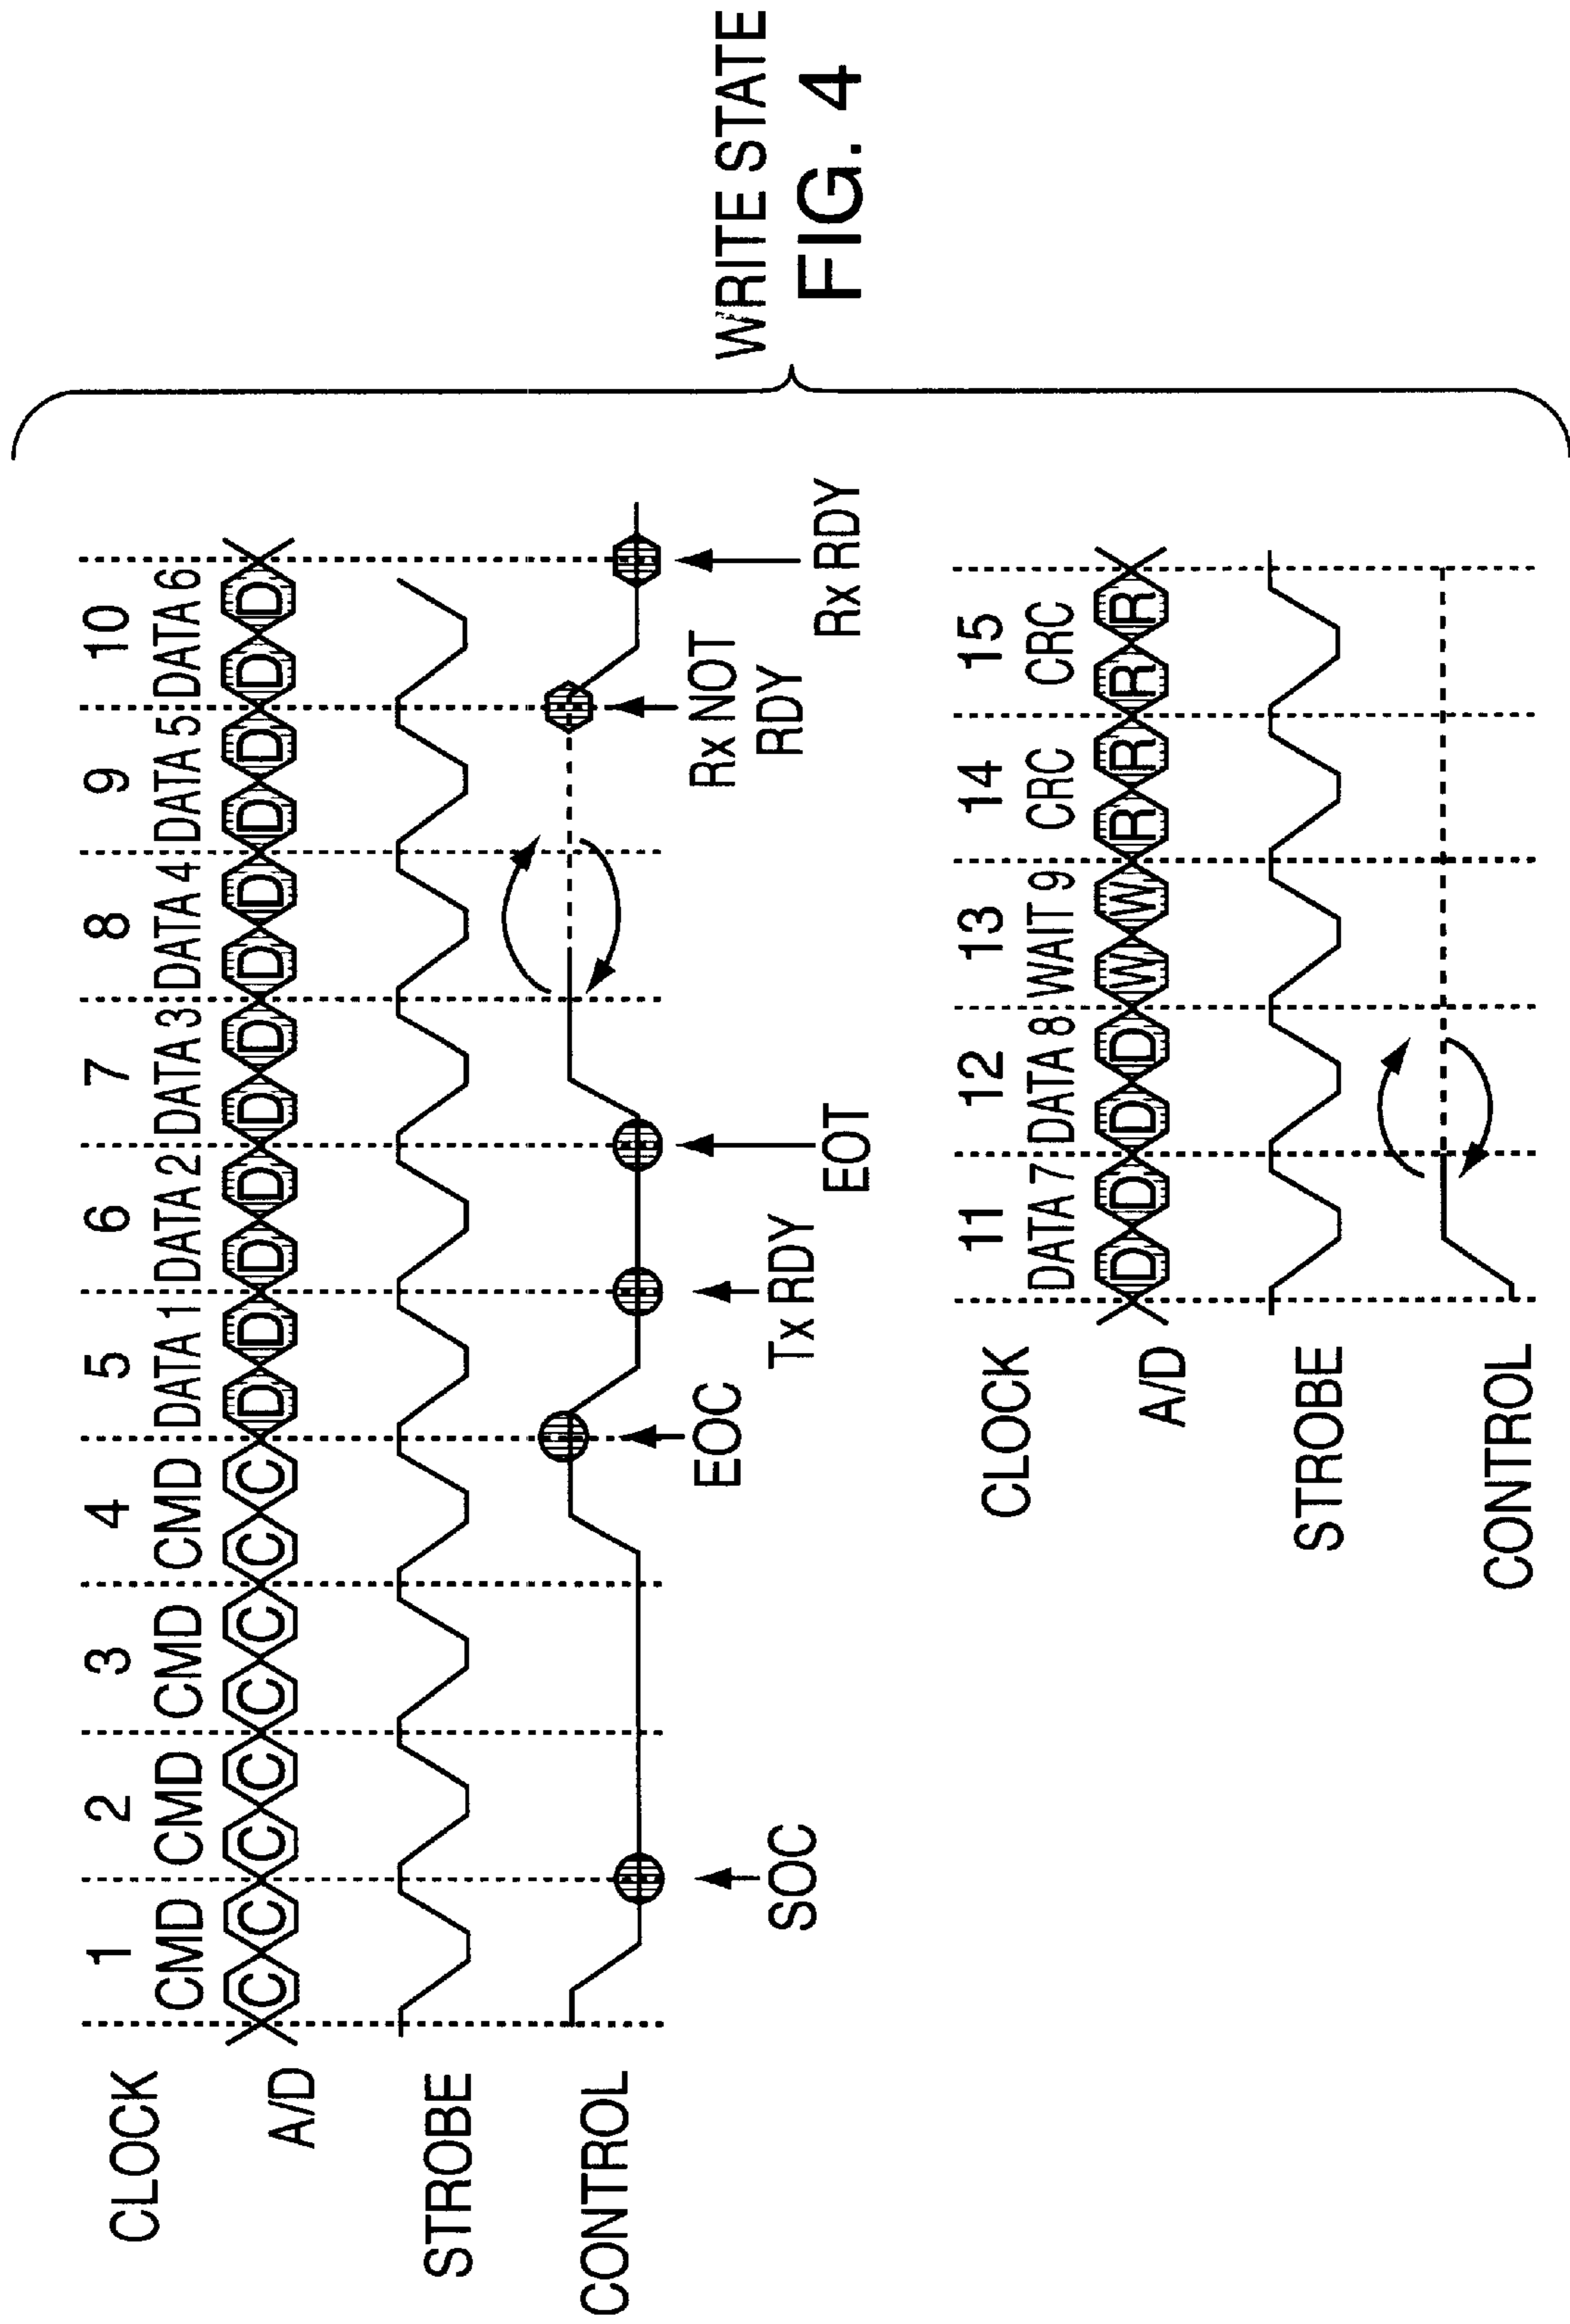 CLOCK 1 2 3 4 5 6 7 8 9 10
CMD CMD CMD CMD DATA 1 DATA 2 DATA 3 DATA 4 DATA 5 DATA 6
A/D C C C C C C C C D D D D D D D D D D D D
STROBE
CONTROL
SOC
EOC
Tx RDY
EOT
Rx NOT
RDY
Rx RDY
CLOCK 11 12 13 14 15
DATA 7 DATA 8 WAIT 9 CRC CRC
A/D D D D D W W R R R R
STROBE
CONTROL
WRITE STATE
FIG. 4